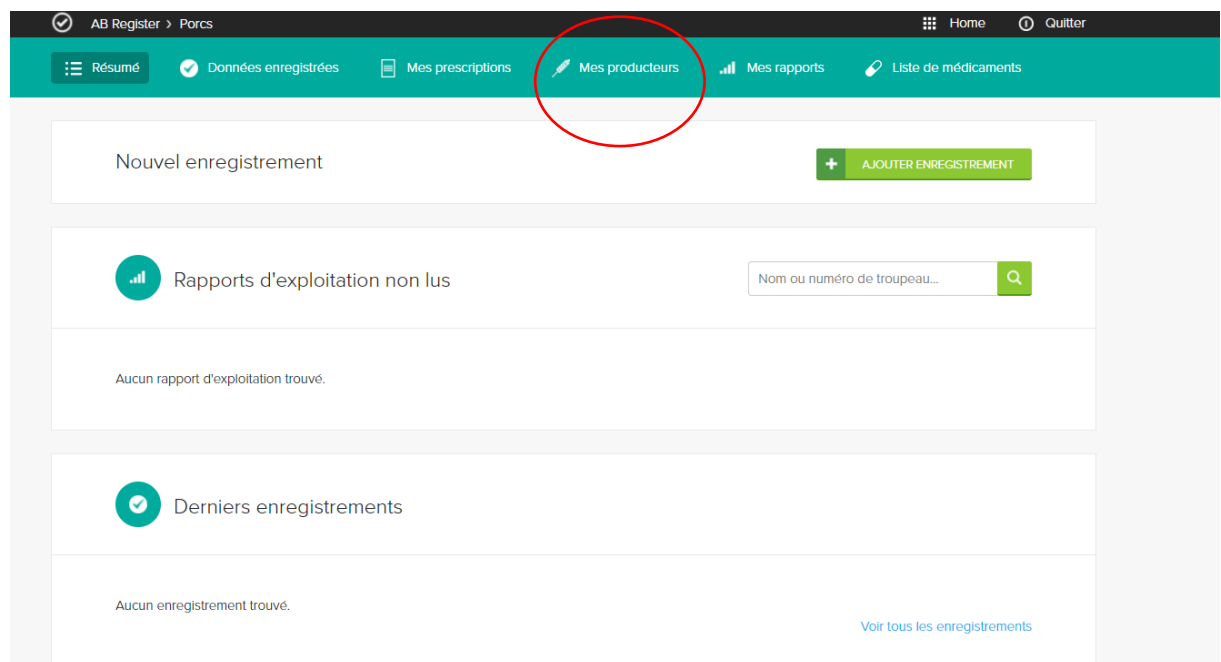 AB Register > Porcs Home Quitter
Résumé Données enregistrées Mes prescriptions Mes producteurs Mes rapports Liste de médicaments
Nouvel enregistrement + AJOUTER ENREGISTREMENT
Rapports d'exploitation non lus Nom ou numéro de troupeau...
Aucun rapport d'exploitation trouvé.
Derniers enregistrements
Aucun enregistrement trouvé.
Voir tous les enregistrements